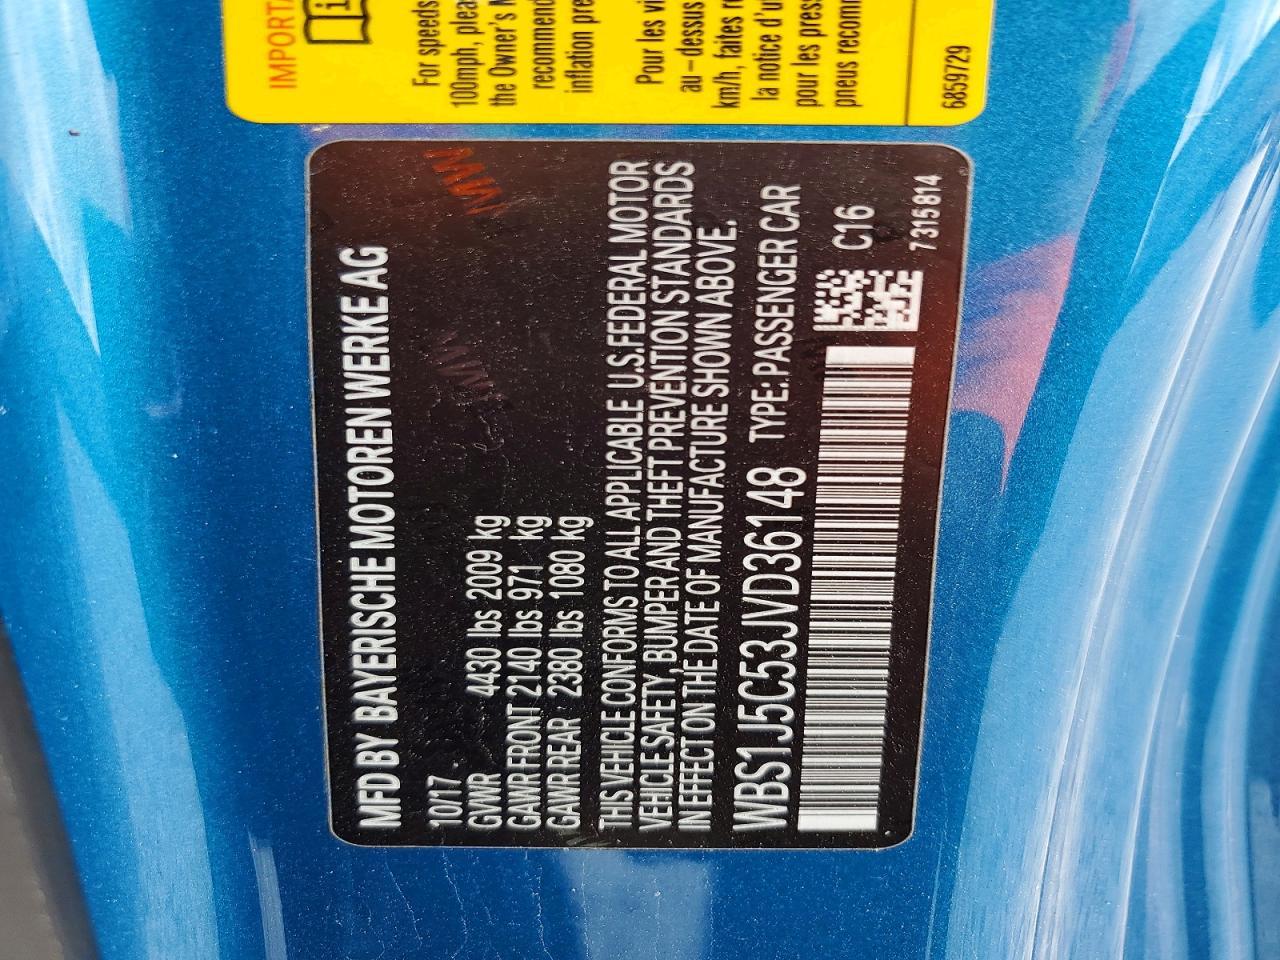 IMPORTA
For speeds
100mph, plea
the Owner's M
recommend
inflation pre
Pour les vi
au-dessus
km/h, faites r
la notice d'u
pour les pres
pneus recom
6859729
MFD BY BAYERISCHE MOTOREN WERKE AG
10/17
GVWR 4430 lbs 2009 kg
GAWR FRONT 2140 lbs 971 kg
GAWR REAR 2380 lbs 1080 kg
THIS VEHICLE CONFORMS TO ALL APPLICABLE U.S.FEDERAL MOTOR
VEHICLE SAFETY, BUMPER AND THEFT PREVENTION STANDARDS
IN EFFECT ON THE DATE OF MANUFACTURE SHOWN ABOVE.
WBS1J5C53JVD36148 TYPE: PASSENGER CAR
C16
7315814